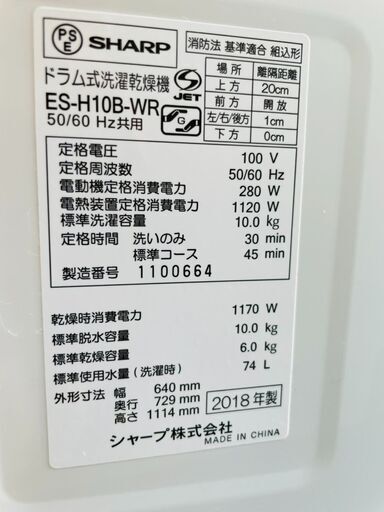 PS
E
SHARP
消防法 基準適合 組込形
ドラム式洗濯乾燥機
ES-H10B-WR
50/60 Hz共用
S JET
場所 離隔距離
上方 20cm
前方 開放
左/右/後方 1cm
下方 0cm
定格電圧 100 V
定格周波数 50/60 Hz
電動機定格消費電力 280 W
電熱装置定格消費電力 1120 W
標準洗濯容量 10.0 kg
定格時間 洗いのみ 30 min
標準コース 45 min
製造番号 1100664
乾燥時消費電力 1170 W
標準脱水容量 10.0 kg
標準乾燥容量 6.0 kg
標準使用水量(洗濯時) 74 L
外形寸法 幅 640 mm
奥行 729 mm
高さ 1114 mm
2018年製
シャープ株式会社
MADE IN CHINA